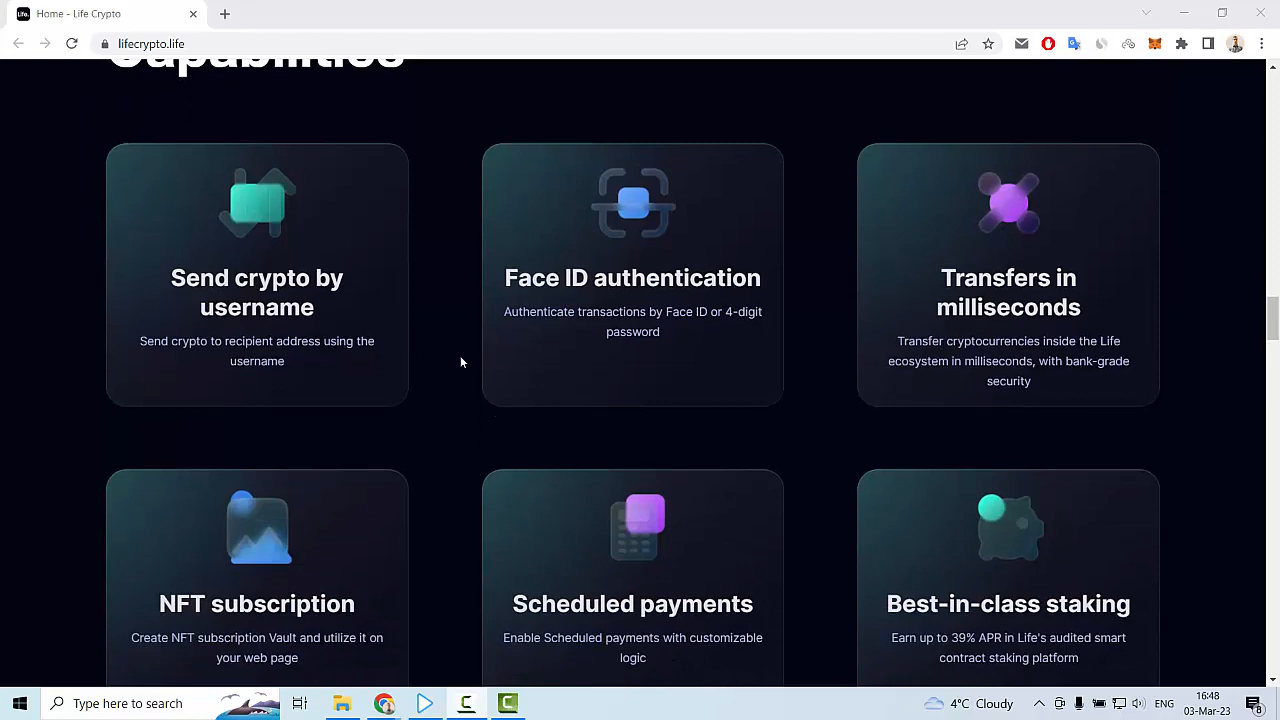 Life.
Home - Life Crypto
lifecrypto.life
Capabilities
Send crypto by
username
Send crypto to recipient address using the
username
Face ID authentication
Authenticate transactions by Face ID or 4-digit
password
Transfers in
milliseconds
Transfer cryptocurrencies inside the Life
ecosystem in milliseconds, with bank-grade
security
NFT subscription
Create NFT subscription Vault and utilize it on
your web page
Scheduled payments
Enable Scheduled payments with customizable
logic
Best-in-class staking
Earn up to 39% APR in Life's audited smart
contract staking platform
Type here to search
4°C Cloudy
ENG
16:48
03-Mar-23